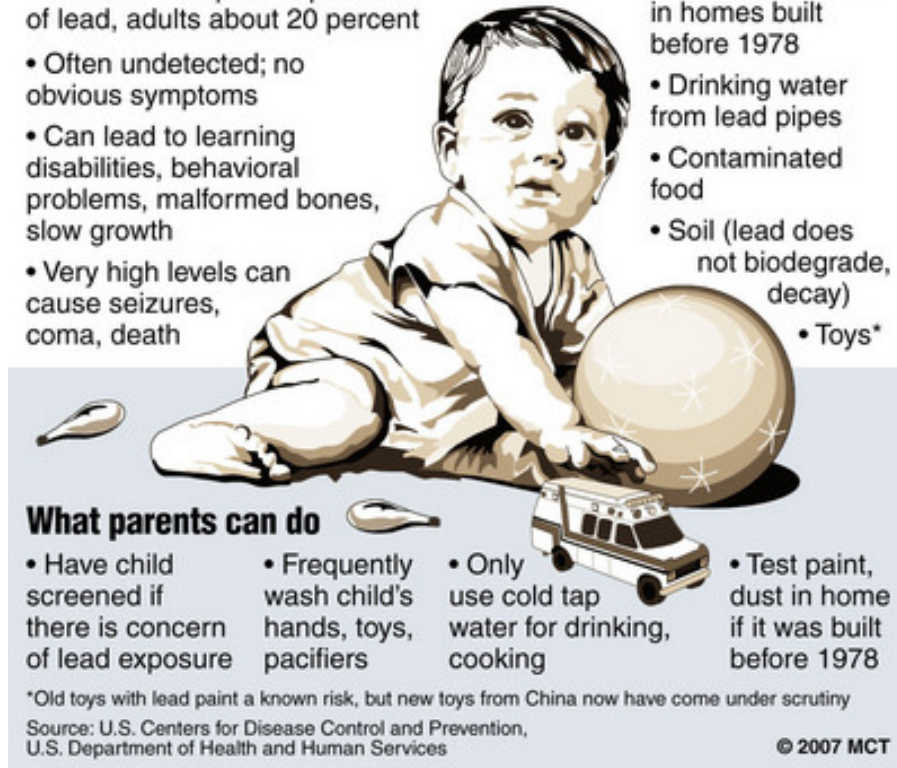 of lead, adults about 20 percent
• Often undetected; no
obvious symptoms
• Can lead to learning
disabilities, behavioral
problems, malformed bones,
slow growth
• Very high levels can
cause seizures,
coma, death
in homes built
before 1978
• Drinking water
from lead pipes
• Contaminated
food
• Soil (lead does
not biodegrade,
decay)
• Toys*
What parents can do
• Have child
screened if
there is concern
of lead exposure
• Frequently
wash child's
hands, toys,
pacifiers
• Only
use cold tap
water for drinking,
cooking
• Test paint,
dust in home
if it was built
before 1978
*Old toys with lead paint a known risk, but new toys from China now have come under scrutiny
Source: U.S. Centers for Disease Control and Prevention,
U.S. Department of Health and Human Services
© 2007 MCT